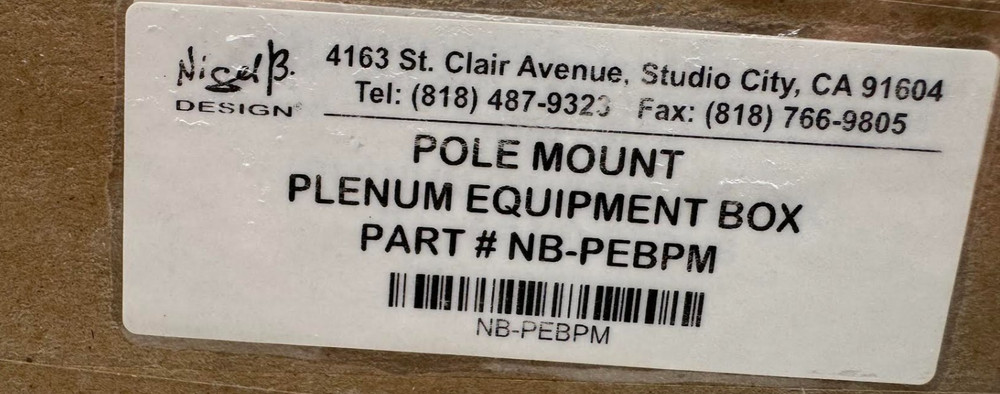 Nigel B.
DESIGN
4163 St. Clair Avenue, Studio City, CA 91604
Tel: (818) 487-9323 Fax: (818) 766-9805
POLE MOUNT
PLENUM EQUIPMENT BOX
PART # NB-PEBPM
NB-PEBPM